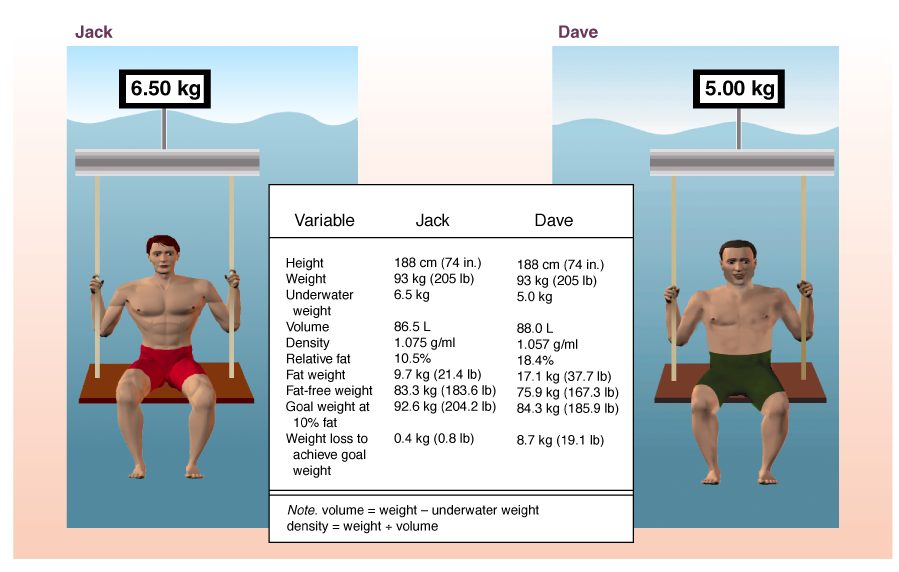 Jack
Dave
6.50 kg
5.00 kg
Variable Jack Dave
Height 188 cm (74 in.) 188 cm (74 in.)
Weight 93 kg (205 lb) 93 kg (205 lb)
Underwater 6.5 kg 5.0 kg
weight
Volume 86.5 L 88.0 L
Density 1.075 g/ml 1.057 g/ml
Relative fat 10.5% 18.4%
Fat weight 9.7 kg (21.4 lb) 17.1 kg (37.7 lb)
Fat-free weight 83.3 kg (183.6 lb) 75.9 kg (167.3 lb)
Goal weight at 92.6 kg (204.2 lb) 84.3 kg (185.9 lb)
10% fat
Weight loss to 0.4 kg (0.8 lb) 8.7 kg (19.1 lb)
achieve goal
weight
Note. volume = weight – underwater weight
density = weight ÷ volume